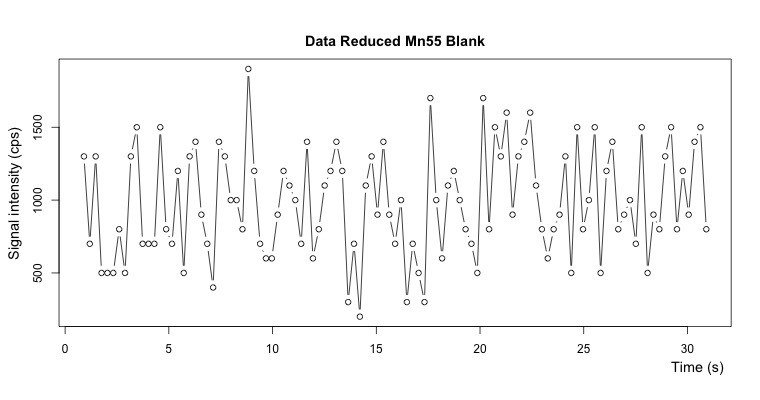 Data Reduced Mn55 Blank
Signal intensity (cps)
1500
1000
500
0 5 10 15 20 25 30
Time (s)